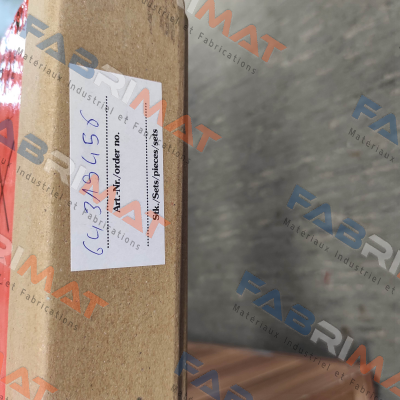 64319456
Art.-Nr./order no.
Stk./Sets/pieces/sets
FABRIMAT
Materiaux Industriel et Fabrications